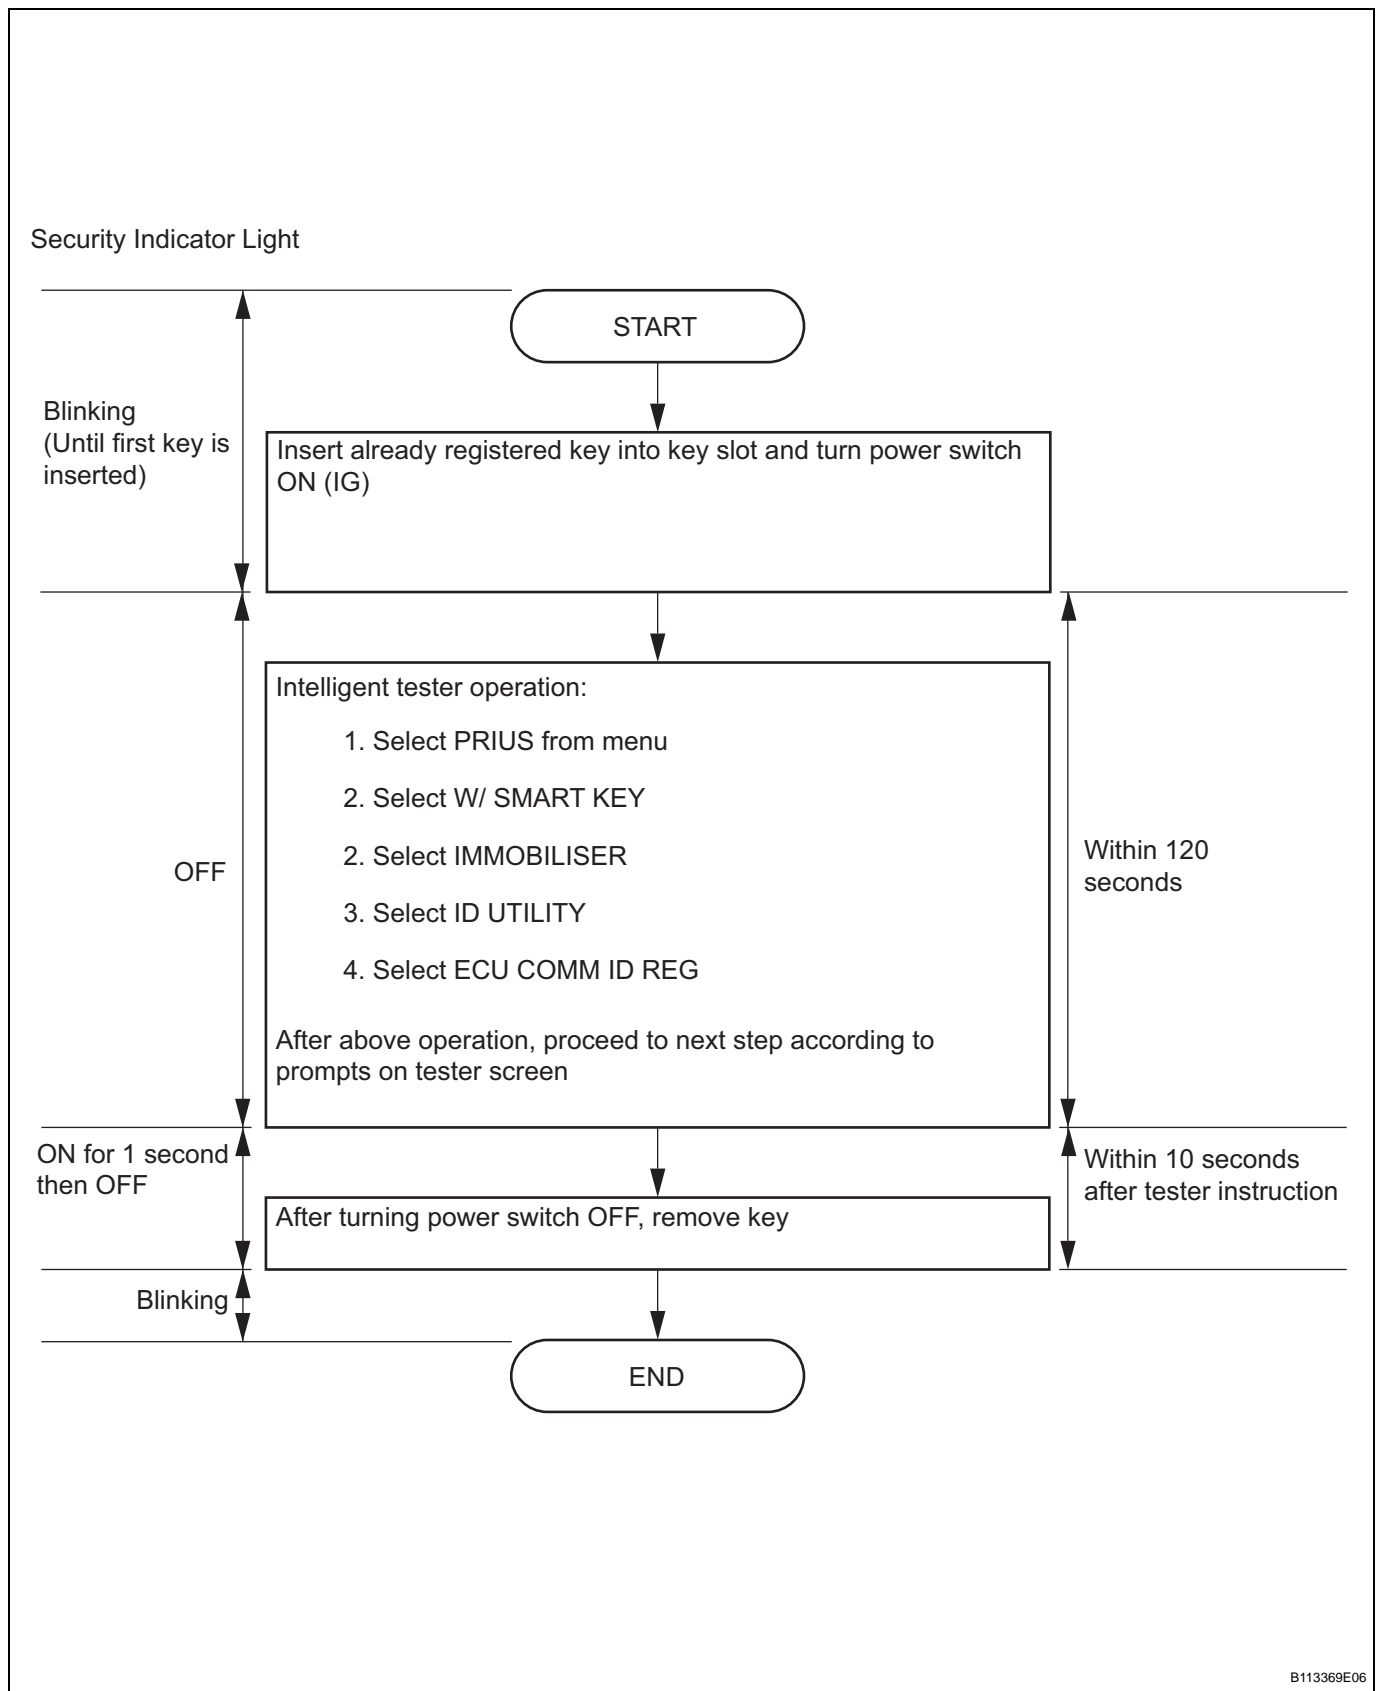 Security Indicator Light
START
Blinking
(Until first key is
inserted)
Insert already registered key into key slot and turn power switch
ON (IG)
Intelligent tester operation:
1. Select PRIUS from menu
2. Select W/ SMART KEY
2. Select IMMOBILISER
3. Select ID UTILITY
4. Select ECU COMM ID REG
After above operation, proceed to next step according to
prompts on tester screen
OFF
Within 120
seconds
ON for 1 second
then OFF
Within 10 seconds
after tester instruction
After turning power switch OFF, remove key
Blinking
END
B113369E06